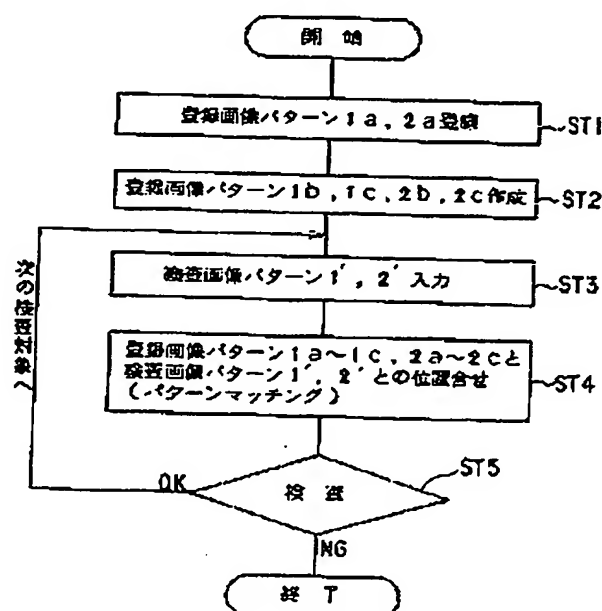 開始
登録画像パターン1a,2a登録
ST1
登録画像パターン1b,1c,2b,2c作成
ST2
検査画像パターン1′,2′入力
ST3
登録画像パターン1a~1c,2a~2cと
検査画像パターン1′,2′との位置合せ
(パターンマッチング)
ST4
次の検査対象へ
ST5
OK
検査
NG
終了